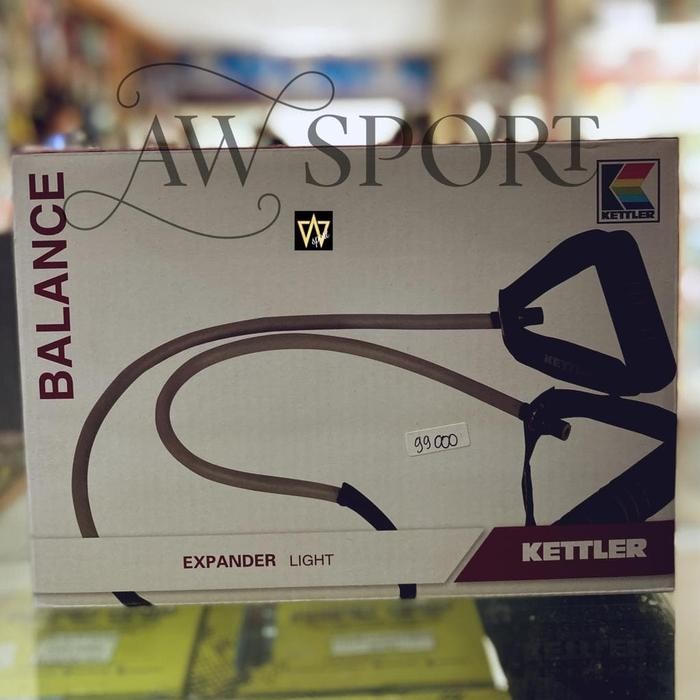 AW SPORT
BALANCE
KETTLER
KETTLER
99 000
EXPANDER LIGHT
KETTLER